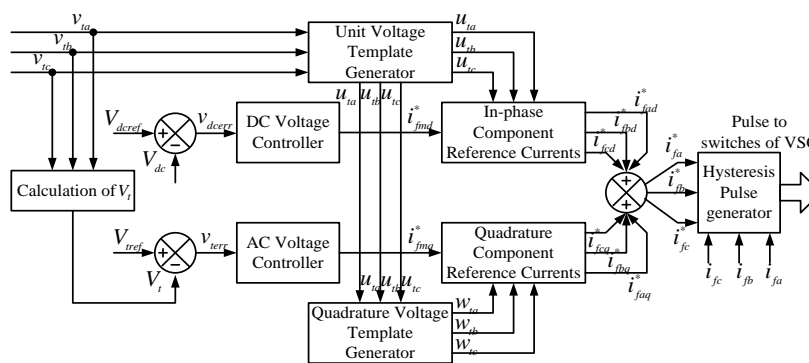 v_ta
v_tb
v_tc
Unit Voltage
Template
Generator
u_ta
u_tb
u_tc
u_ta u_tb u_tc
V_dcref
v_dcerr
V_dc
DC Voltage
Controller
i*_fmd
In-phase
Component
Reference Currents
i*_fad
i*_fbd
i*_fcd
Pulse to
switches of VSC
i*_fa
i*_fb
i*_fc
Hysteresis
Pulse
generator
i_fc i_fb i_fa
Calculation of V_t
V_tref
v_terr
V_t
AC Voltage
Controller
i*_fmq
Quadrature
Component
Reference Currents
i*_fcq
i*_fbq
i*_faq
u_ta u_tb u_tc
Quadrature Voltage
Template
Generator
w_ta
w_tb
w_tc